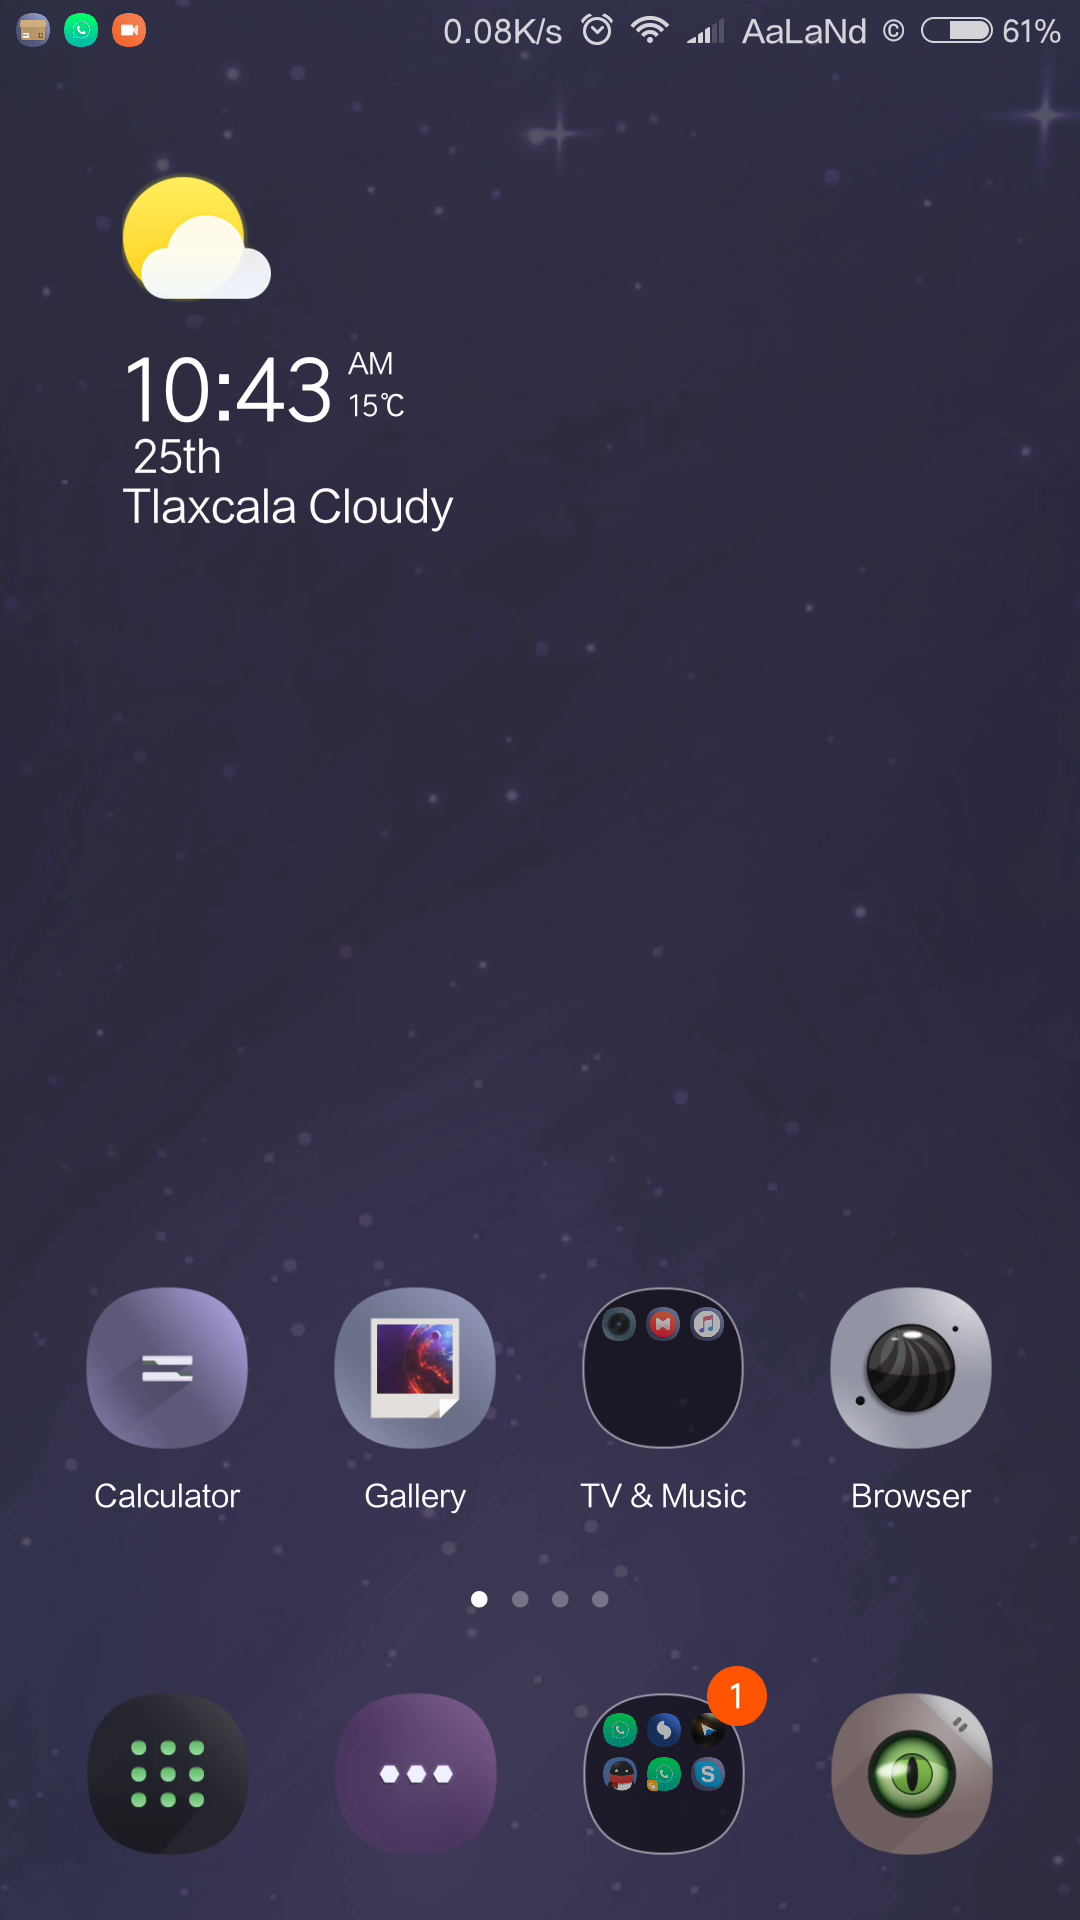 0.08K/s AaLaNd © 61%
10:43 AM
15℃
25th
Tlaxcala Cloudy
Calculator Gallery TV & Music Browser
1
S